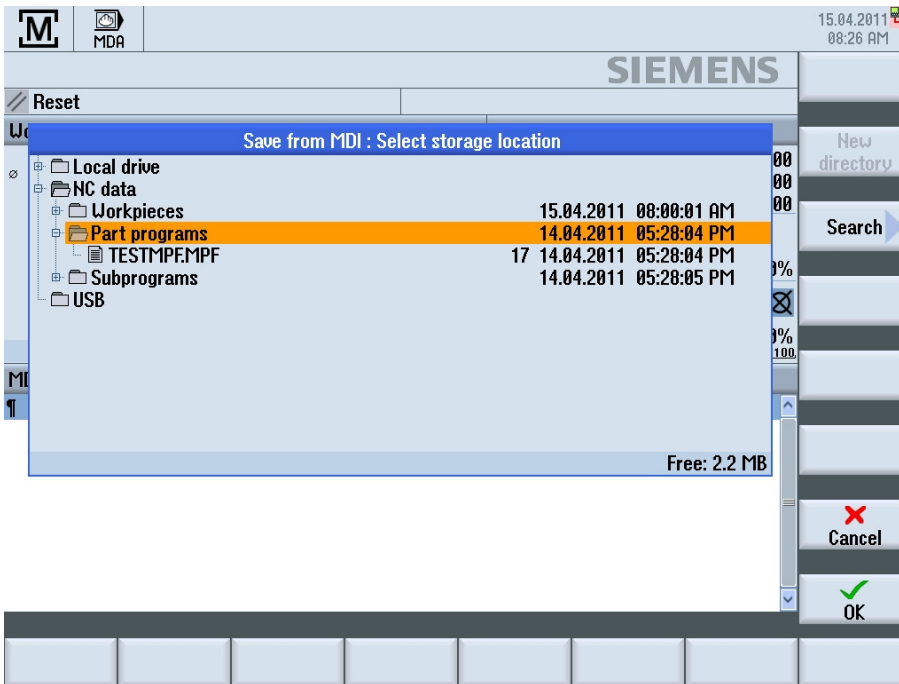 M
MDA
15.04.2011
08:26 AM
SIEMENS
// Reset
Save from MDI : Select storage location
New
directory
Local drive
NC data
Workpieces 15.04.2011 08:00:01 AM
Part programs 14.04.2011 05:28:04 PM
Search
TESTMPF.MPF 17 14.04.2011 05:28:04 PM
Subprograms 14.04.2011 05:28:05 PM
USB
100
¶
Free: 2.2 MB
Cancel
OK